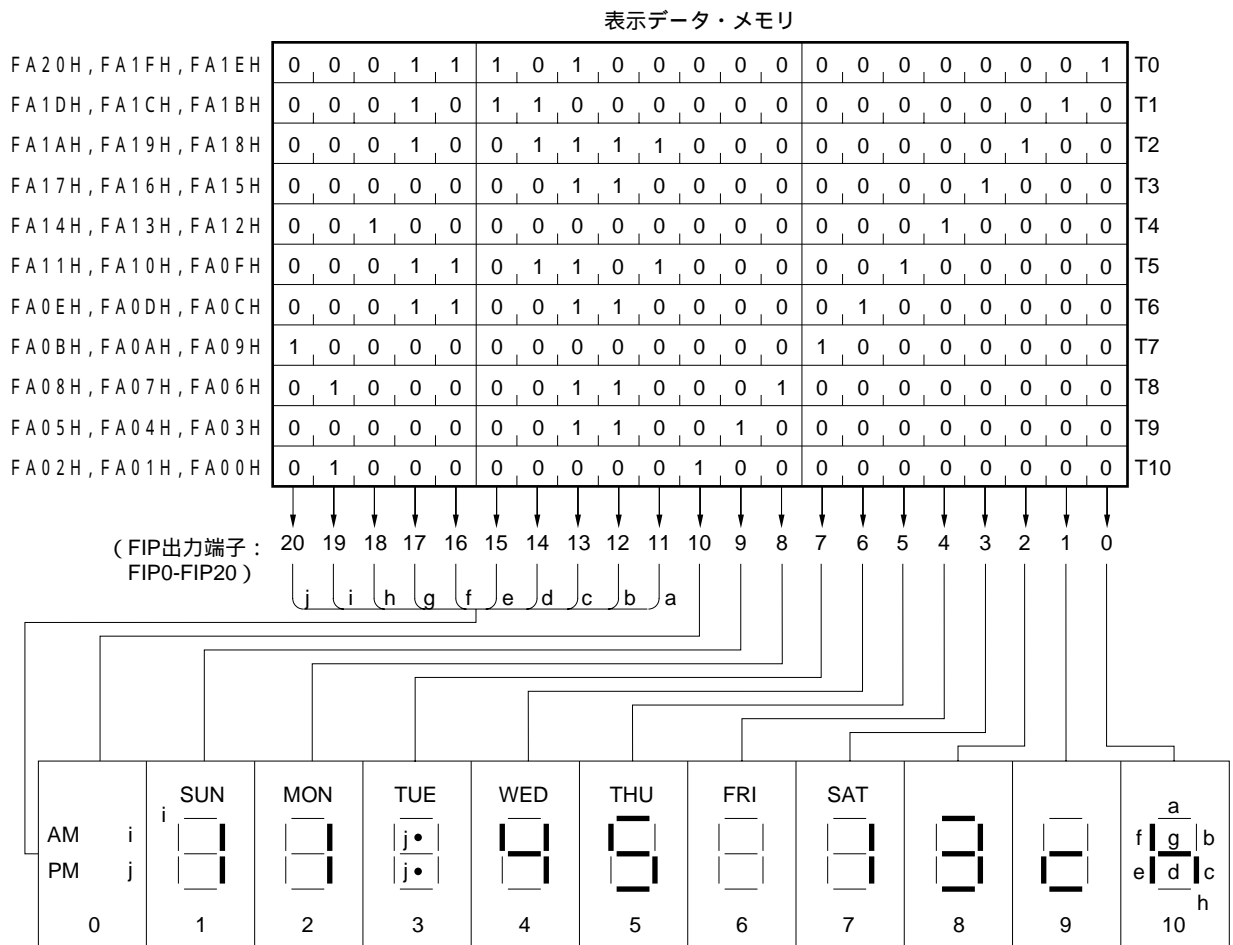 表示データ・メモリ
FA20H,FA1FH,FA1EH 0 0 0 1 1 1 0 1 0 0 0 0 0 0 0 0 0 0 0 0 1 T0
FA1DH,FA1CH,FA1BH 0 0 0 1 0 1 1 0 0 0 0 0 0 0 0 0 0 0 0 1 0 T1
FA1AH,FA19H,FA18H 0 0 0 1 0 0 1 1 1 1 0 0 0 0 0 0 0 0 1 0 0 T2
FA17H,FA16H,FA15H 0 0 0 0 0 0 0 1 1 0 0 0 0 0 0 0 0 1 0 0 0 T3
FA14H,FA13H,FA12H 0 0 1 0 0 0 0 0 0 0 0 0 0 0 0 0 1 0 0 0 0 T4
FA11H,FA10H,FA0FH 0 0 0 1 1 0 1 1 0 1 0 0 0 0 0 1 0 0 0 0 0 T5
FA0EH,FA0DH,FA0CH 0 0 0 1 1 0 0 1 1 0 0 0 0 0 1 0 0 0 0 0 0 T6
FA0BH,FA0AH,FA09H 1 0 0 0 0 0 0 0 0 0 0 0 0 1 0 0 0 0 0 0 0 T7
FA08H,FA07H,FA06H 0 1 0 0 0 0 0 1 1 0 0 0 1 0 0 0 0 0 0 0 0 T8
FA05H,FA04H,FA03H 0 0 0 0 0 0 0 1 1 0 0 1 0 0 0 0 0 0 0 0 0 T9
FA02H,FA01H,FA00H 0 1 0 0 0 0 0 0 0 0 1 0 0 0 0 0 0 0 0 0 0 T10
(FIP出力端子: 20 19 18 17 16 15 14 13 12 11 10 9 8 7 6 5 4 3 2 1 0
FIP0-FIP20)
j i h g f e d c b a
SUN MON TUE WED THU FRI SAT
i a
AM i j f g b
PM j j e d c
h
0 1 2 3 4 5 6 7 8 9 10